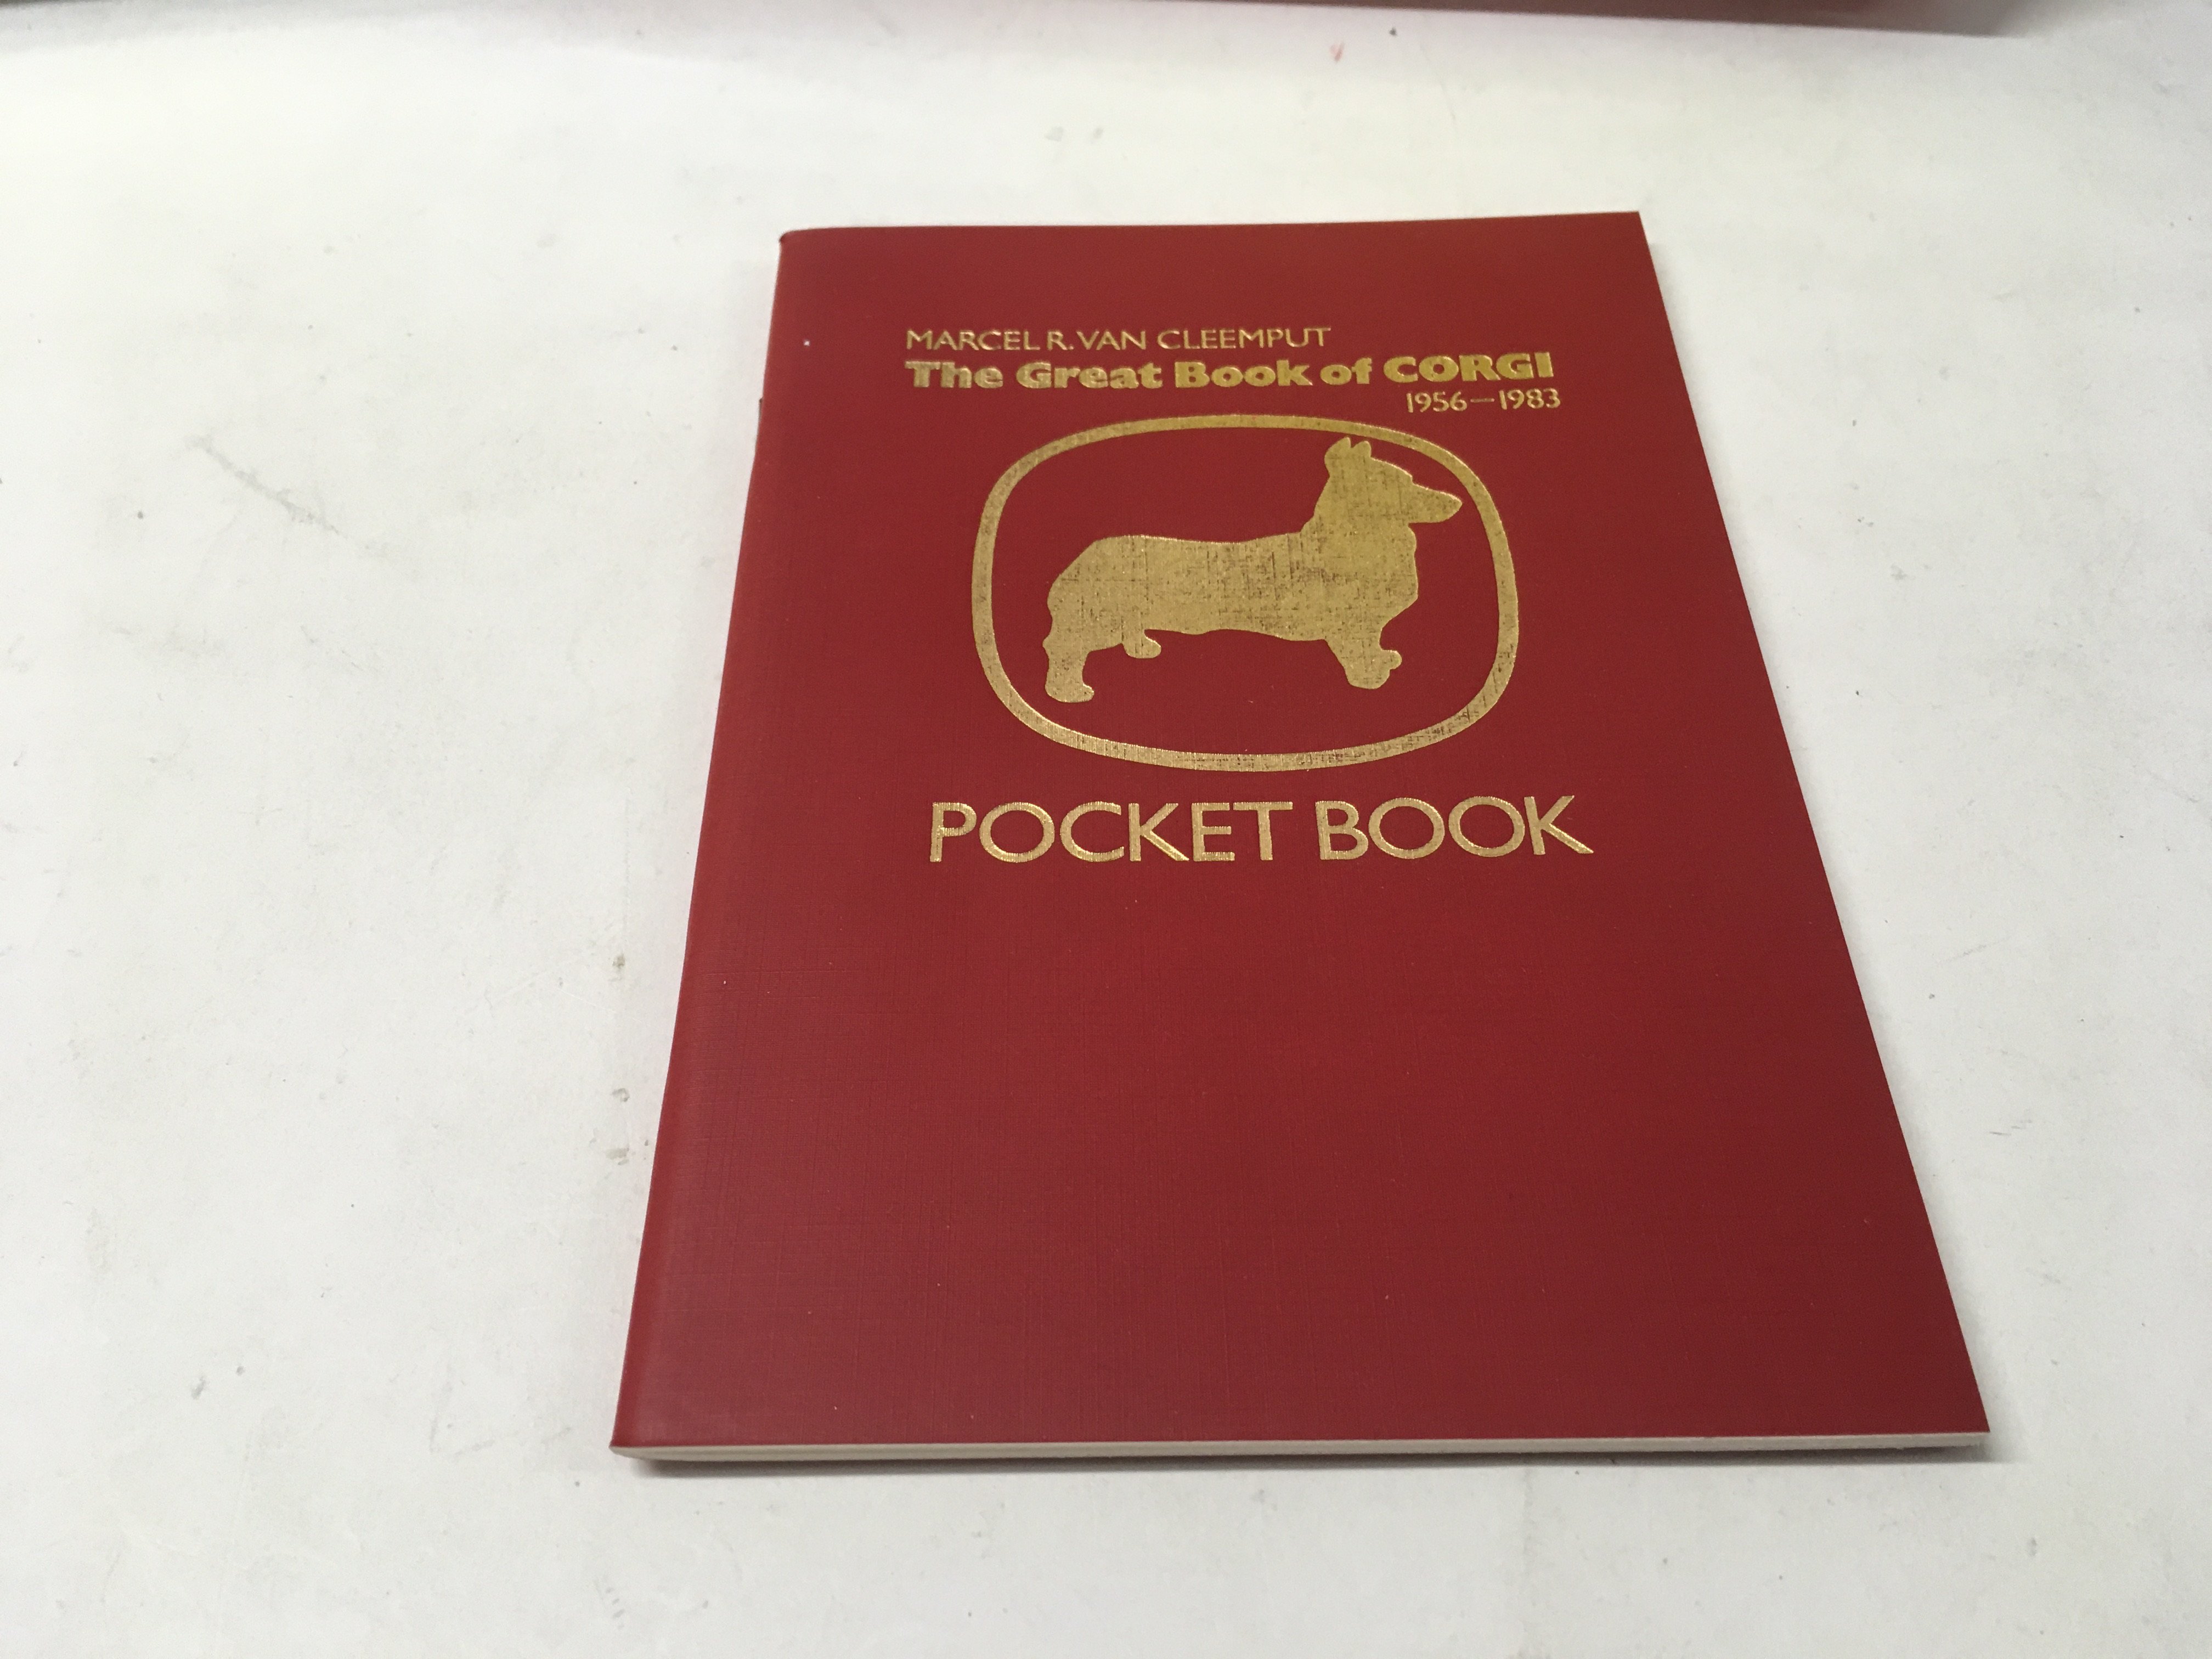 MARCEL R. VAN CLEEMPUT
The Great Book of CORGI
1956–1983
POCKET BOOK